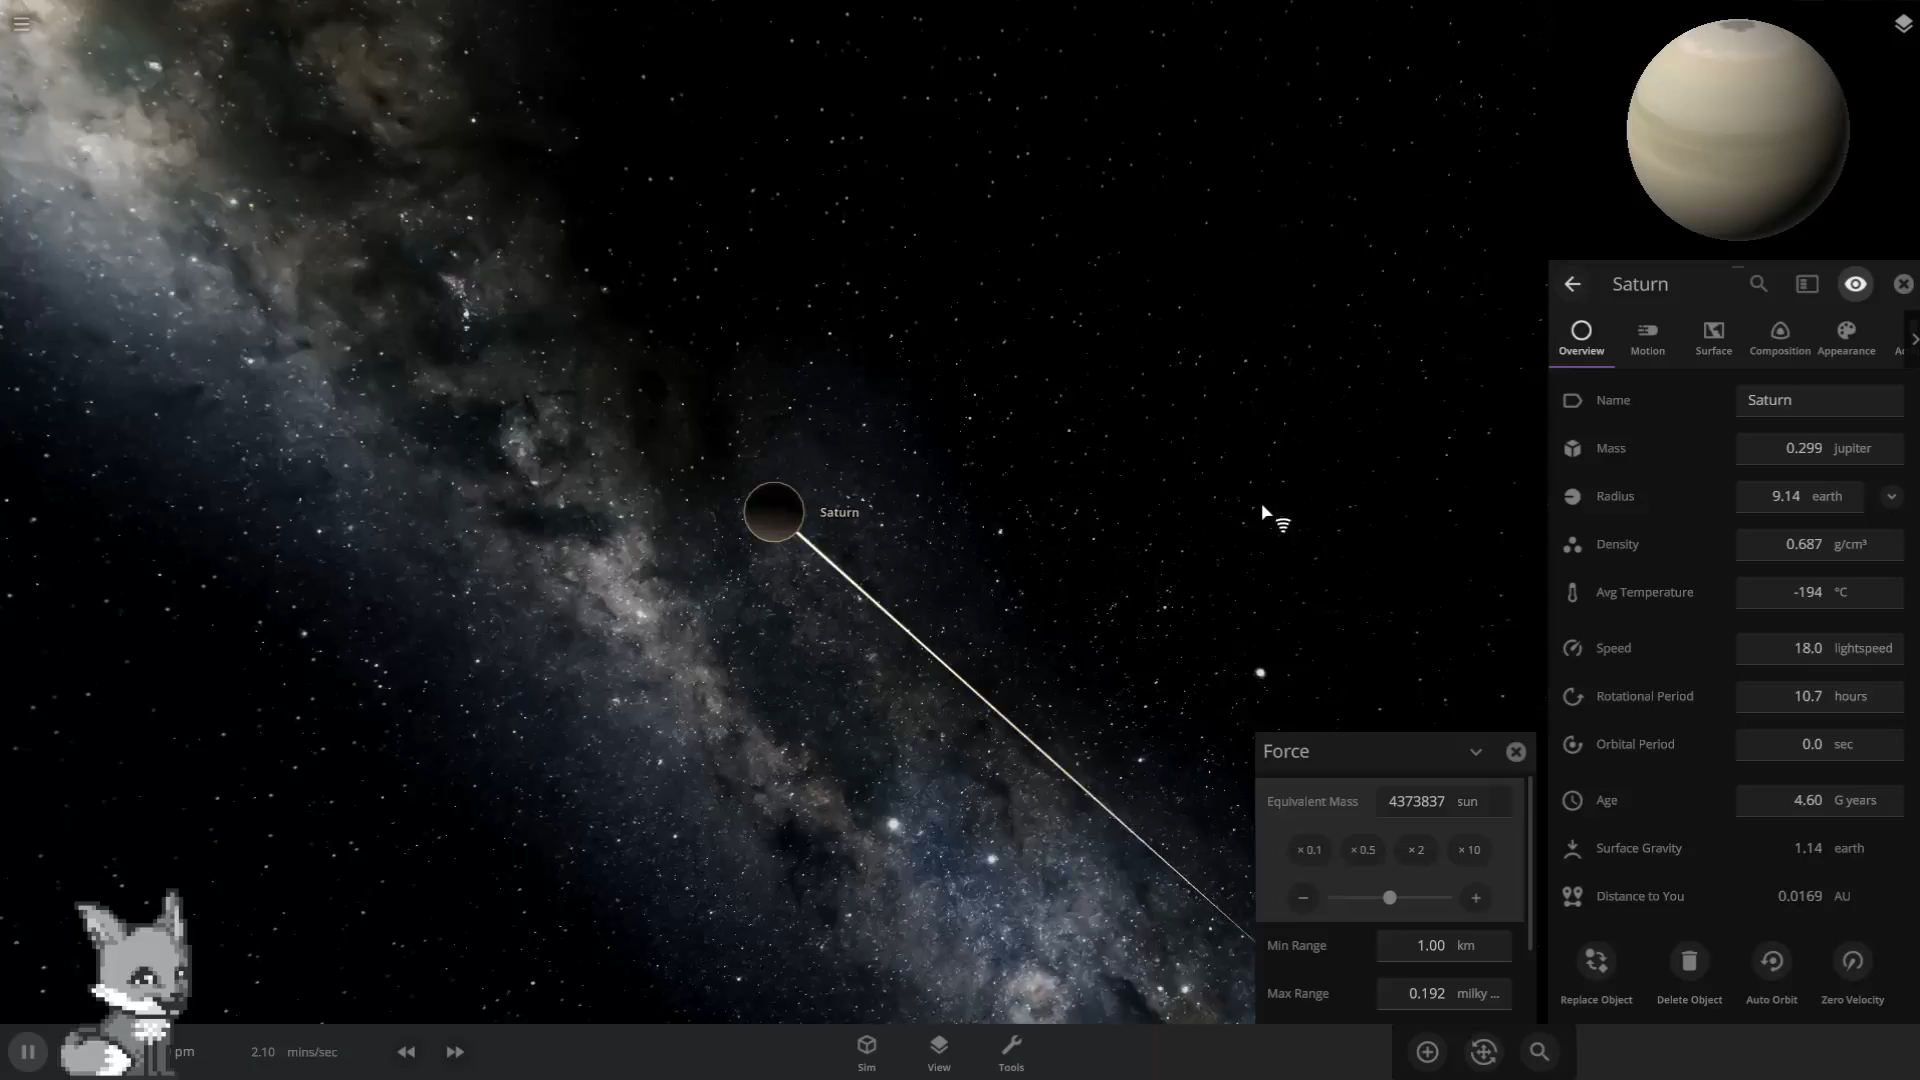 Saturn
Overview
Motion
Surface
Composition
Appearance
Name
Saturn
Mass
0.299 jupiter
Radius
9.14 earth
Density
0.687 g/cm³
Avg Temperature
-194 °C
Speed
18.0 lightspeed
Rotational Period
10.7 hours
Orbital Period
0.0 sec
Age
4.60 G years
Surface Gravity
1.14 earth
Distance to You
0.0169 AU
Replace Object
Delete Object
Auto Orbit
Zero Velocity
Saturn
Force
Equivalent Mass
4373837 sun
× 0.1
× 0.5
× 2
× 10
Min Range
1.00 km
Max Range
0.192 milky ...
pm
2.10 mins/sec
Sim
View
Tools